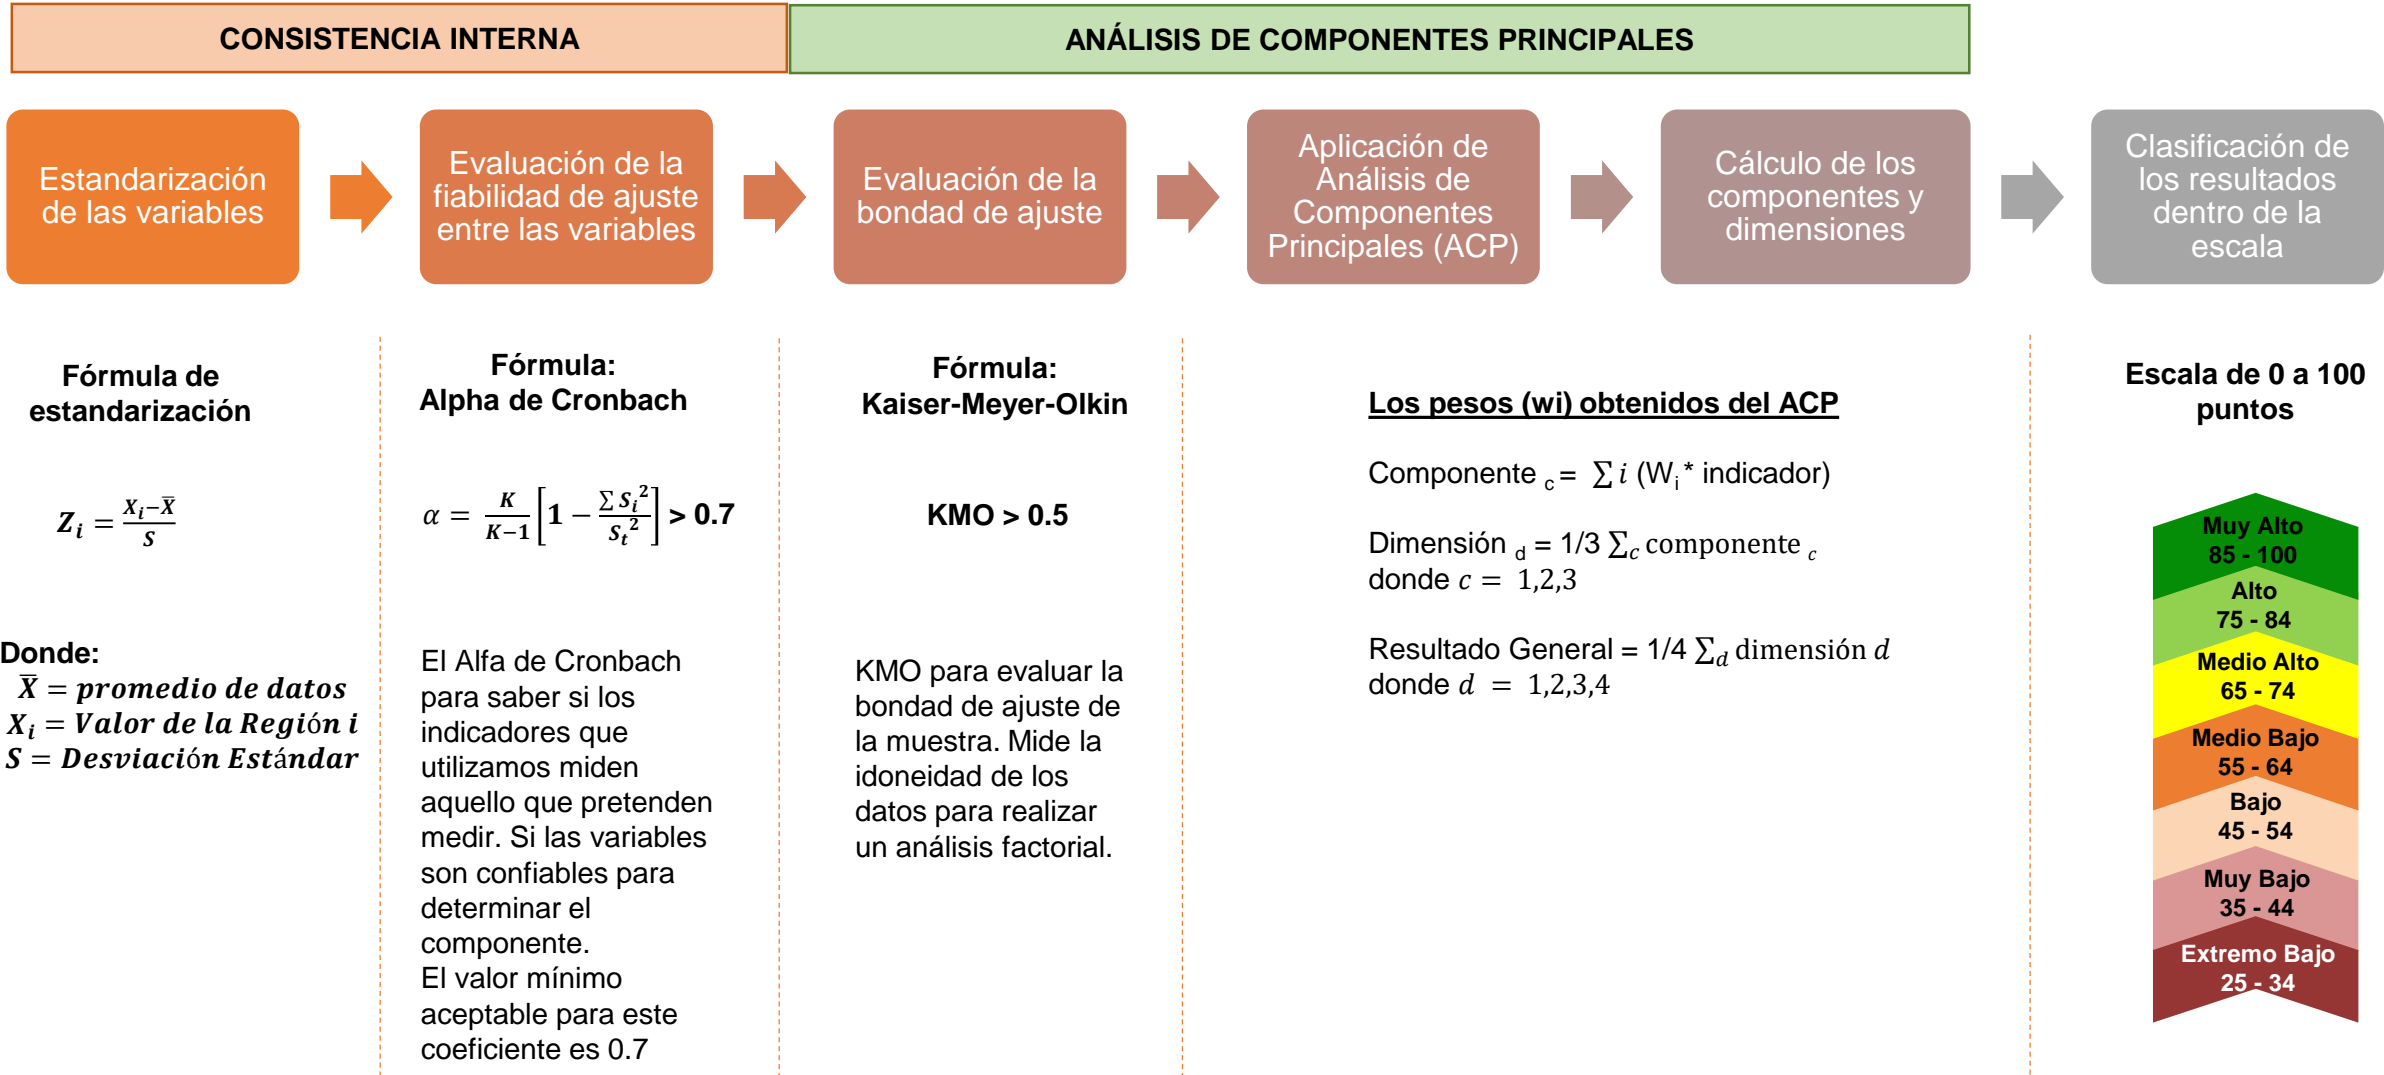 CONSISTENCIA INTERNA
ANÁLISIS DE COMPONENTES PRINCIPALES
Estandarización
de las variables
Evaluación de la
fiabilidad de ajuste
entre las variables
Evaluación de la
bondad de ajuste
Aplicación de
Análisis de
Componentes
Principales (ACP)
Cálculo de los
componentes y
dimensiones
Clasificación de
los resultados
dentro de la
escala
Fórmula de
estandarización
Z_i = (X_i−X̅)/S
Donde:
X̅ = promedio de datos
X_i = Valor de la Región i
S = Desviación Estándar
Fórmula:
Alpha de Cronbach
α = K/(K−1) [1 − ∑ S_i²/S_t²] > 0.7
El Alfa de Cronbach
para saber si los
indicadores que
utilizamos miden
aquello que pretenden
medir. Si las variables
son confiables para
determinar el
componente.
El valor mínimo
aceptable para este
coeficiente es 0.7
Fórmula:
Kaiser-Meyer-Olkin
KMO > 0.5
KMO para evaluar la
bondad de ajuste de
la muestra. Mide la
idoneidad de los
datos para realizar
un análisis factorial.
Los pesos (wi) obtenidos del ACP
Componente c = ∑ i (Wi * indicador)
Dimensión d = 1/3 ∑c componente c
donde c = 1,2,3
Resultado General = 1/4 ∑d dimensión d
donde d = 1,2,3,4
Escala de 0 a 100
puntos
Muy Alto
85 - 100
Alto
75 - 84
Medio Alto
65 - 74
Medio Bajo
55 - 64
Bajo
45 - 54
Muy Bajo
35 - 44
Extremo Bajo
25 - 34